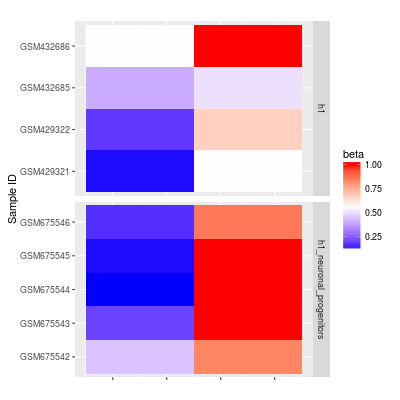 GSM432686
GSM432685
GSM429322
GSM429321
h1
GSM675546
GSM675545
GSM675544
GSM675543
GSM675542
h1_neuronal_progenitors
Sample ID
beta
1.00
0.75
0.50
0.25